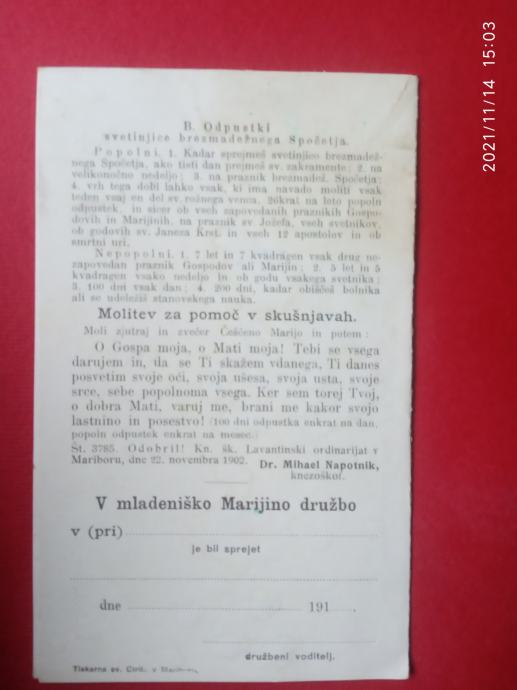 B. Odpustki
svetinjice brezmadežnega Spočetja.
Popolni. 1. Kadar sprejmeš svetinjico brezmadež-
nega Spočetja, ako tisti dan prejmeš sv. zakramente; 2. na
velikonočno nedeljo; 3. na praznik brezmadež. Spočetja;
4. vrh tega dobi lahko vsak, ki ima navado moliti vsak
teden vsaj en del sv. rožnega venca, 26krat na leto popoln
odpustek, in sicer ob vseh zapovedanih praznikih Gospo-
dovih in Marijinih, na praznik sv. Jožefa, vseh svetnikov,
ob godovih sv. Janeza Krst. in vseh 12 apostolov in ob
smrtni uri.
Nepopolni. 1. 7 let in 7 kvadragen vsak drug ne-
zapovedan praznik Gospodov ali Marijin; 2. 5 let in 5
kvadragen vsako nedeljo in ob godu vsakega svetnika;
3. 100 dni vsak dan; 4. 200 dni, kadar obiščeš bolnika
ali se udeležiš stanovskega nauka.
Molitev za pomoč v skušnjavah.
Moli zjutraj in zvečer Češčeno Marijo in potem:
O Gospa moja, o Mati moja! Tebi se vsega
darujem in, da se Ti skažem vdanega, Ti danes
posvetim svoje oči, svoja ušesa, svoja usta, svoje
srce, sebe popolnoma vsega. Ker sem torej Tvoj,
o dobra Mati, varuj me, brani me kakor svojo
lastnino in posestvo! (100 dni odpustka enkrat na dan,
popoln odpustek enkrat na mesec.)
Št. 3785. Odobril! Kn. šk. Lavantinski ordinarijat v
Mariboru, dne 22. novembra 1902. Dr. Mihael Napotnik,
knezoškof.
V mladeniško Marijino družbo
v (pri)
je bil sprejet
dne 191
družbeni voditelj.
Tiskarna sv. Cirila v
2021/11/14 15:03